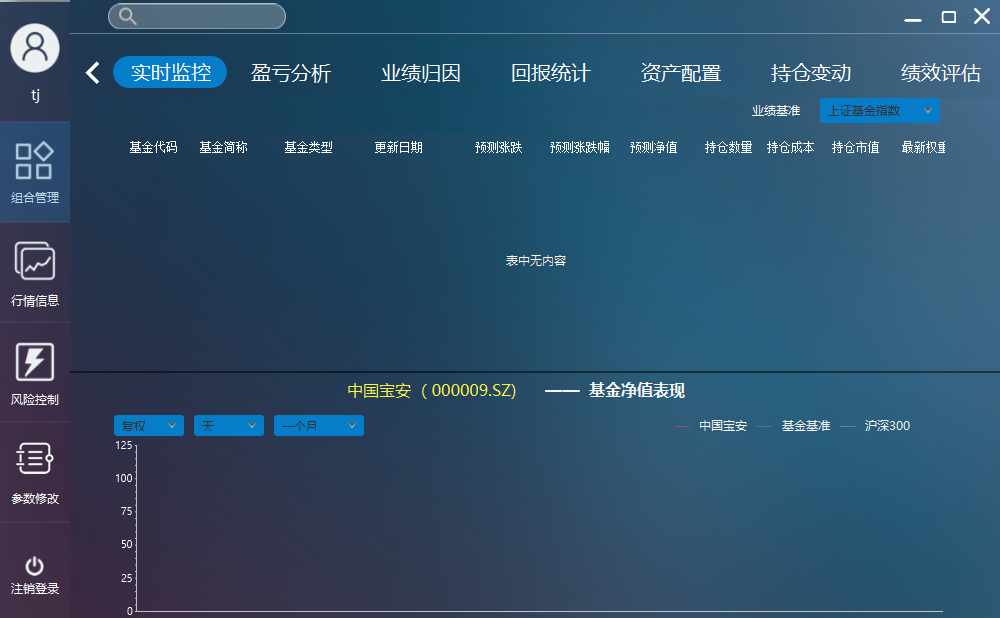 tj
组合管理
行情信息
风险控制
参数修改
注销登录
实时监控 盈亏分析 业绩归因 回报统计 资产配置 持仓变动 绩效评估
业绩基准 上证基金指数
基金代码 基金简称 基金类型 更新日期 预测涨跌 预测涨跌幅 预测净值 持仓数量 持仓成本 持仓市值 最新权重
表中无内容
中国宝安（000009.SZ) —— 基金净值表现
复权 天 一个月
中国宝安 基金基准 沪深300
125
100
75
50
25
0